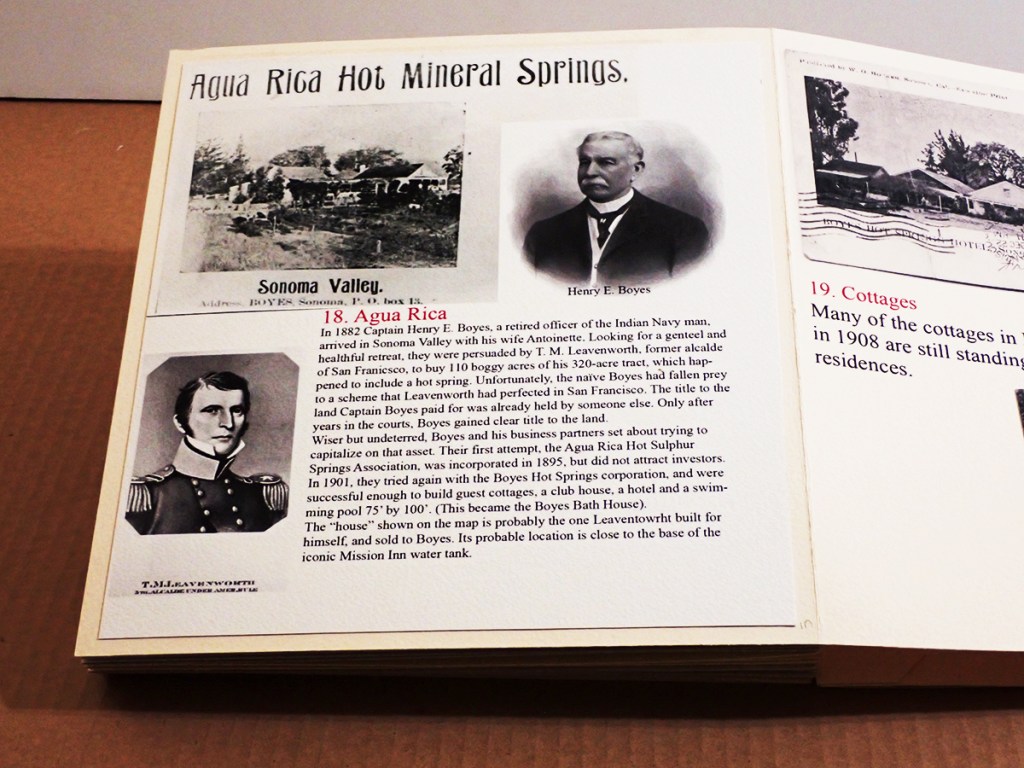 Agua Rica Hot Mineral Springs.
Sonoma Valley.
Address, BOYES, Sonoma, P. O. box 13.
Henry E. Boyes
18. Agua Rica
In 1882 Captain Henry E. Boyes, a retired officer of the Indian Navy man,
arrived in Sonoma Valley with his wife Antoinette. Looking for a genteel and
healthful retreat, they were persuaded by T. M. Leavenworth, former alcalde
of San Franicsco, to buy 110 boggy acres of his 320-acre tract, which hap-
pened to include a hot spring. Unfortunately, the naïve Boyes had fallen prey
to a scheme that Leavenworth had perfected in San Francisco. The title to the
land Captain Boyes paid for was already held by someone else. Only after
years in the courts, Boyes gained clear title to the land.
Wiser but undeterred, Boyes and his business partners set about trying to
capitalize on that asset. Their first attempt, the Agua Rica Hot Sulphur
Springs Association, was incorporated in 1895, but did not attract investors.
In 1901, they tried again with the Boyes Hot Springs corporation, and were
successful enough to build guest cottages, a club house, a hotel and a swim-
ming pool 75' by 100'. (This became the Boyes Bath House).
The "house" shown on the map is probably the one Leaventowrht built for
himself, and sold to Boyes. Its probable location is close to the base of the
iconic Mission Inn water tank.
T.M.LEAVENWORTH
ALCALDE UNDER AMER.RULE
BOYES HOT SPRINGS HOTEL
19. Cottages
Many of the cottages in
in 1908 are still standing
residences.